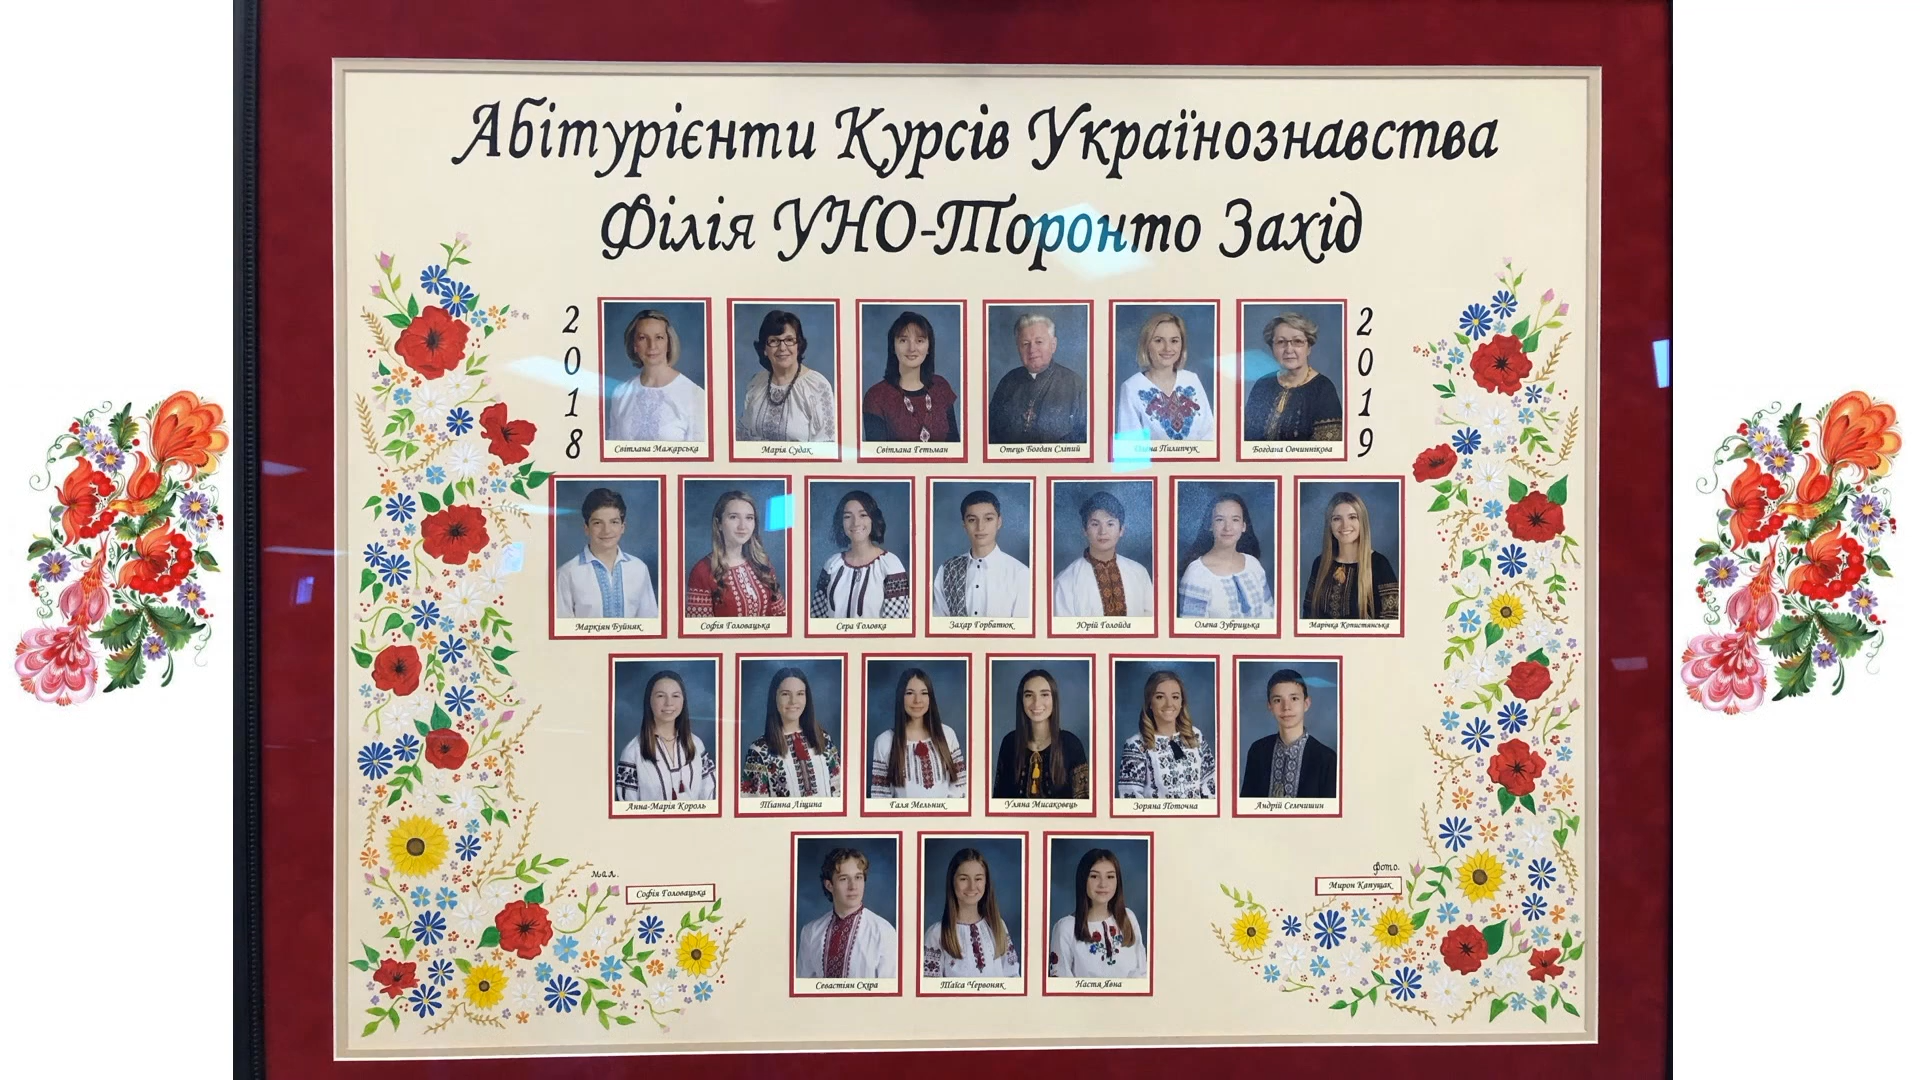 Абітурієнти Курсів Українознавства
Філія УНО-Торонто Захід
2018
2019
Світлана Мажарська
Марія Судак
Світлана Гетьман
Отець Богдан Сліпий
Пилипчук
Богдана Овчиннікова
Маркіян Буйняк
Софія Головацька
Сера Головка
Захар Горбатюк
Юрій Голойда
Олена Зубрицька
Марічка Копистянська
Анна-Марія Король
Тіанна Ліщина
Галя Мельник
Уляна Мисаковець
Зоряна Поточна
Андрій Семчишин
мал.
Софія Головацька
фото.
Мирон Капущак
Севастіян Скіра
Таїса Червоняк
Настя Явна